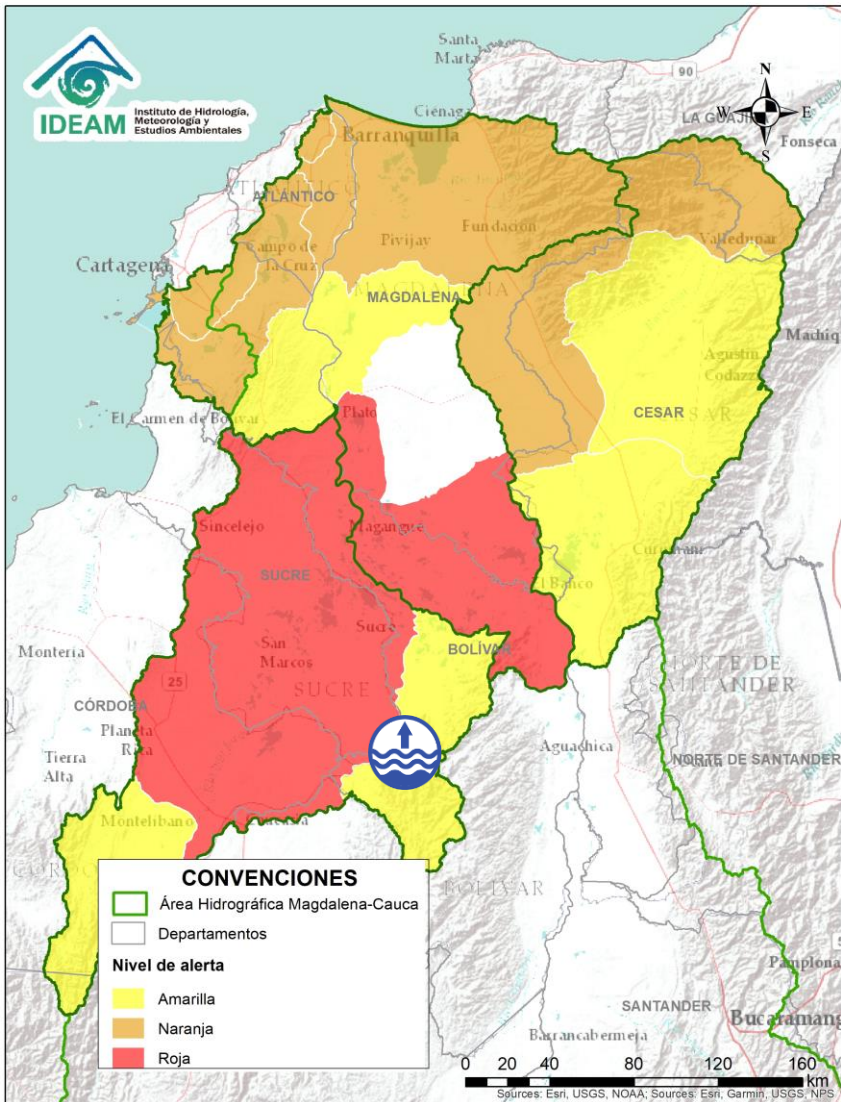 IDEAM
Instituto de Hidrología,
Meteorología y
Estudios Ambientales
Santa
Marta
90
N
W
E
S
Ciénaga
LA GUAJIRA
Fonseca
Barranquilla
ATLÁNTICO
Fundación
Valledupar
Pivijay
Campo de
la Cruz
Cartagena
MAGDALENA
Machiq
Agustín
Codazzi
El Carmen de Bolívar
Plato
CESAR
Sincelejo
Magangué
Curumaní
SUCRE
El Banco
Sucre
San
Marcos
BOLÍVAR
Montería
NORTE DE
SANTANDER
SUCRE
25
CÓRDOBA
Planeta
Rica
Aguachica
Tierra
Alta
NORTE DE SANTANDER
Montelíbano
Caucasia
BOLÍVAR
CONVENCIONES
Área Hidrográfica Magdalena-Cauca
Departamentos
Nivel de alerta
Amarilla
Naranja
Roja
Pamplona
SANTANDER
Bucaramang
Barrancabermeja
0 20 40 80 120 160
km
Sources: Esri, USGS, NOAA; Sources: Esri, Garmin, USGS, NPS